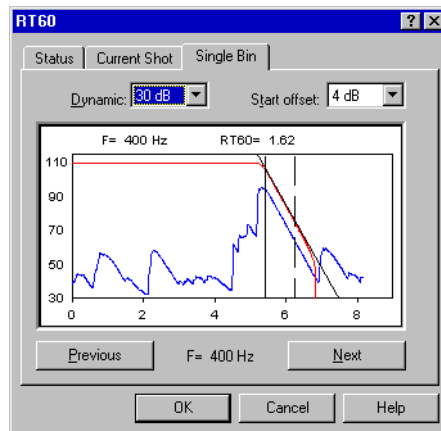 RT60
Status Current Shot Single Bin
Dynamic: 30 dB Start offset: 4 dB
F= 400 Hz RT60= 1.62
110
90
70
50
30
0 2 4 6 8
Previous F= 400 Hz Next
OK Cancel Help